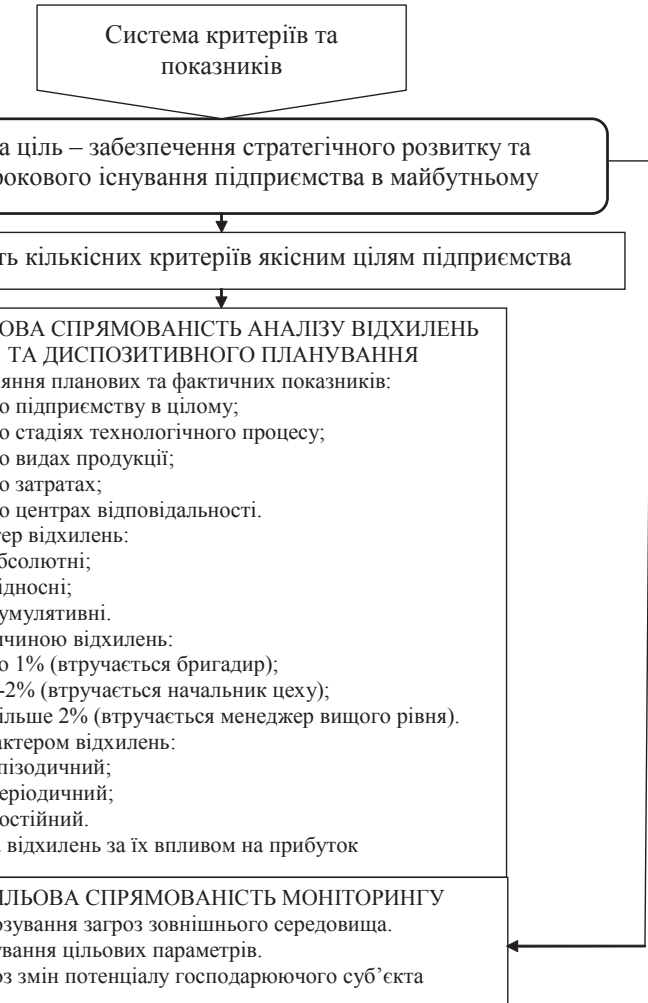 Система критеріїв та
показників
а ціль – забезпечення стратегічного розвитку та
рокового існування підприємства в майбутньому
ть кількісних критеріїв якісним цілям підприємства
ОВА СПРЯМОВАНІСТЬ АНАЛІЗУ ВІДХИЛЕНЬ
ТА ДИСПОЗИТИВНОГО ПЛАНУВАННЯ
яння планових та фактичних показників:
о підприємству в цілому;
о стадіях технологічного процесу;
о видах продукції;
о затратах;
о центрах відповідальності.
тер відхилень:
бсолютні;
ідносні;
умулятивні.
ичиною відхилень:
о 1% (втручається бригадир);
-2% (втручається начальник цеху);
ільше 2% (втручається менеджер вищого рівня).
актером відхилень:
пізодичний;
еріодичний;
остійний.
відхилень за їх впливом на прибуток
ІЛЬОВА СПРЯМОВАНІСТЬ МОНІТОРИНГУ
озування загроз зовнішнього середовища.
ування цільових параметрів.
оз змін потенціалу господарюючого суб’єкта